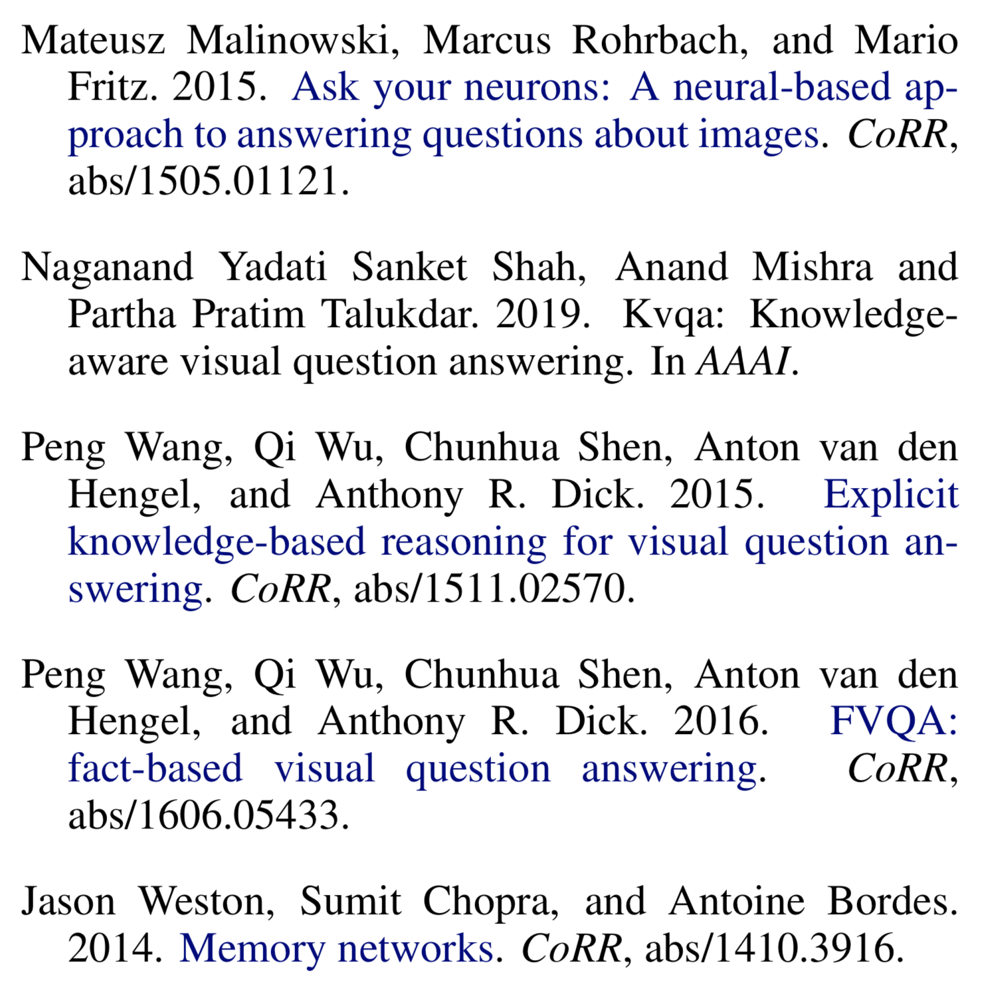 Mateusz Malinowski, Marcus Rohrbach, and Mario
Fritz. 2015. Ask your neurons: A neural-based ap-
proach to answering questions about images. CoRR,
abs/1505.01121.
Naganand Yadati Sanket Shah, Anand Mishra and
Partha Pratim Talukdar. 2019. Kvqa: Knowledge-
aware visual question answering. In AAAI.
Peng Wang, Qi Wu, Chunhua Shen, Anton van den
Hengel, and Anthony R. Dick. 2015. Explicit
knowledge-based reasoning for visual question an-
swering. CoRR, abs/1511.02570.
Peng Wang, Qi Wu, Chunhua Shen, Anton van den
Hengel, and Anthony R. Dick. 2016. FVQA:
fact-based visual question answering. CoRR,
abs/1606.05433.
Jason Weston, Sumit Chopra, and Antoine Bordes.
2014. Memory networks. CoRR, abs/1410.3916.